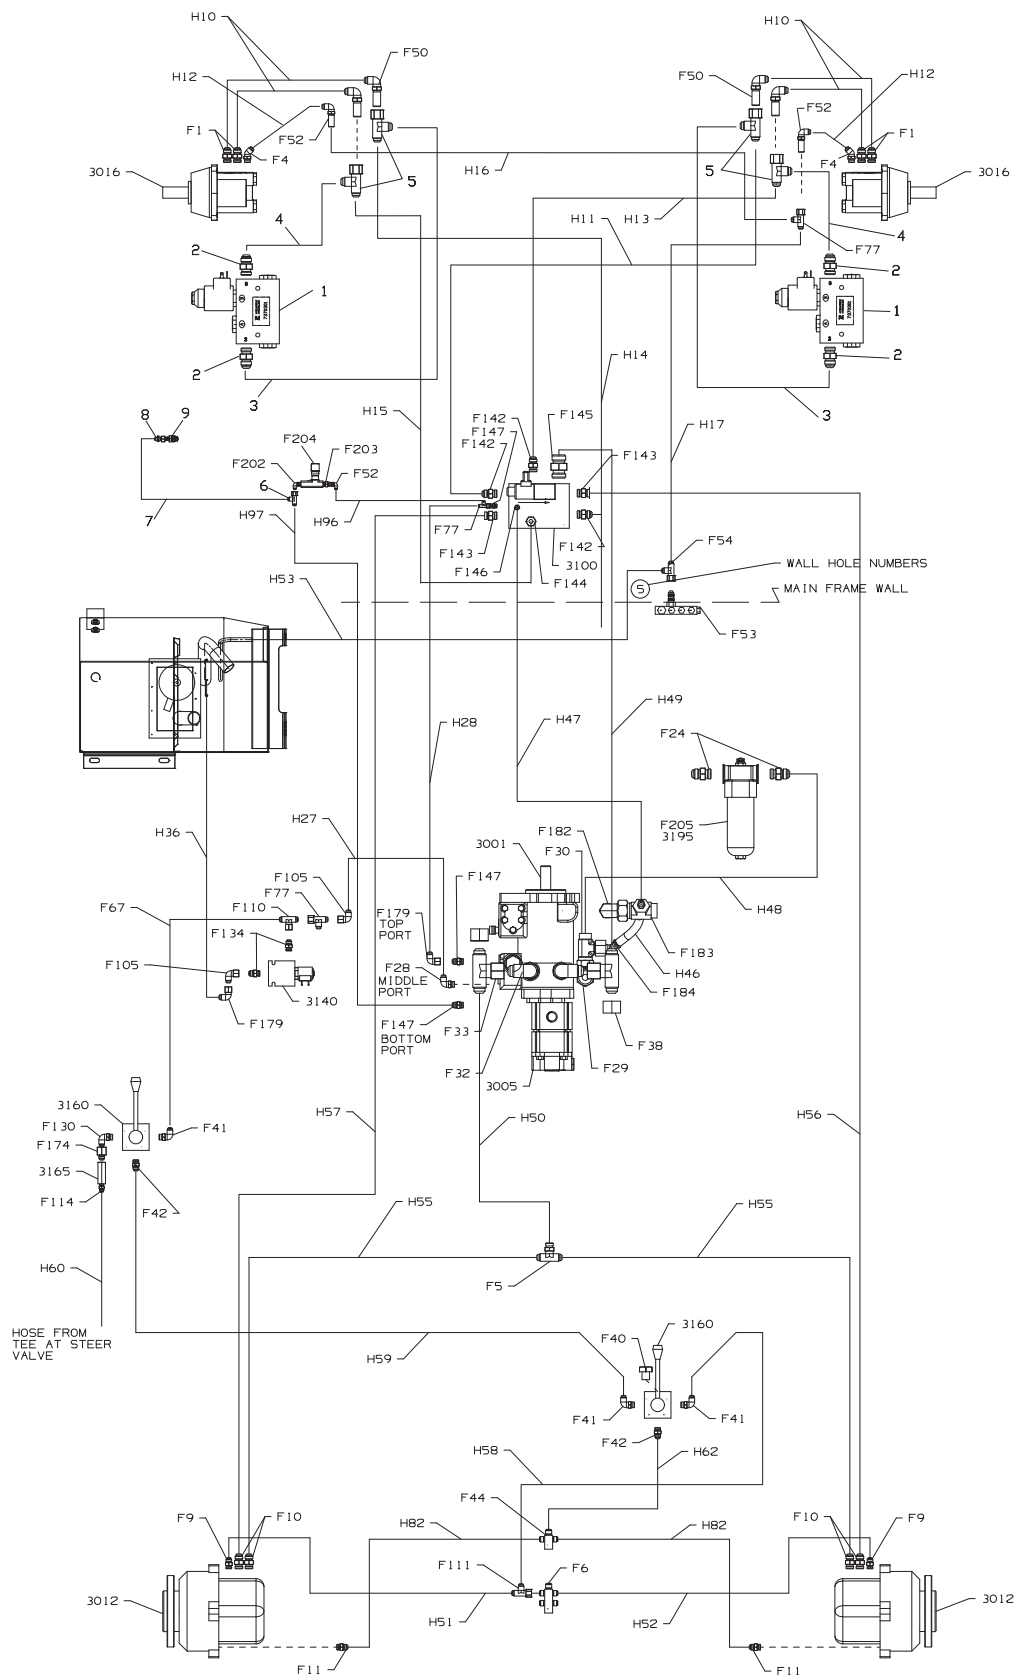 H10
H10
F50
H12
H12
F50
F52
F52
F1
F1
F4
F4
3016
H16
5
5
3016
H13
4
H11
4
F77
2
2
1
1
2
2
H14
3
H15
F142
F145
3
8
9
F204
F147
H17
F203
F142
F143
F202
F52
6
7
H96
H97
F77
F54
F143
F142
WALL HOLE NUMBERS
F146
3100
H53
F144
5
MAIN FRAME WALL
F53
H49
H28
H47
F24
H27
F182
F205
3195
H36
3001
F30
F105
F147
F77
H48
F67
F110
F179
TOP
PORT
F134
F183
F105
F28
MIDDLE
PORT
H46
3140
F184
F179
F147
BOTTOM
PORT
F33
F38
F32
F29
3005
3160
H57
H50
H56
F130
F41
F174
3165
F114
F42
H55
H55
H60
F5
HOSE FROM
TEE AT STEER
VALVE
F40
3160
H59
F41
F41
F42
H58
H62
F44
F9
F10
H82
H82
F10
F9
F111
F6
3012
3012
H51
H52
F11
F11